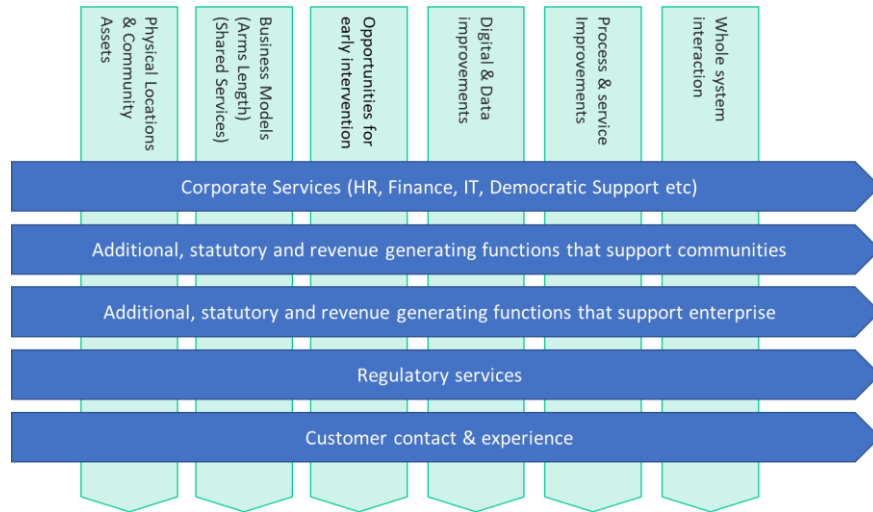 Physical Locations
& Community
Assets
Business Models
(Arms Length)
(Shared Services)
Opportunities for
early intervention
Digital & Data
improvements
Process & service
Improvements
Whole system
interaction
Corporate Services (HR, Finance, IT, Democratic Support etc)
Additional, statutory and revenue generating functions that support communities
Additional, statutory and revenue generating functions that support enterprise
Regulatory services
Customer contact & experience